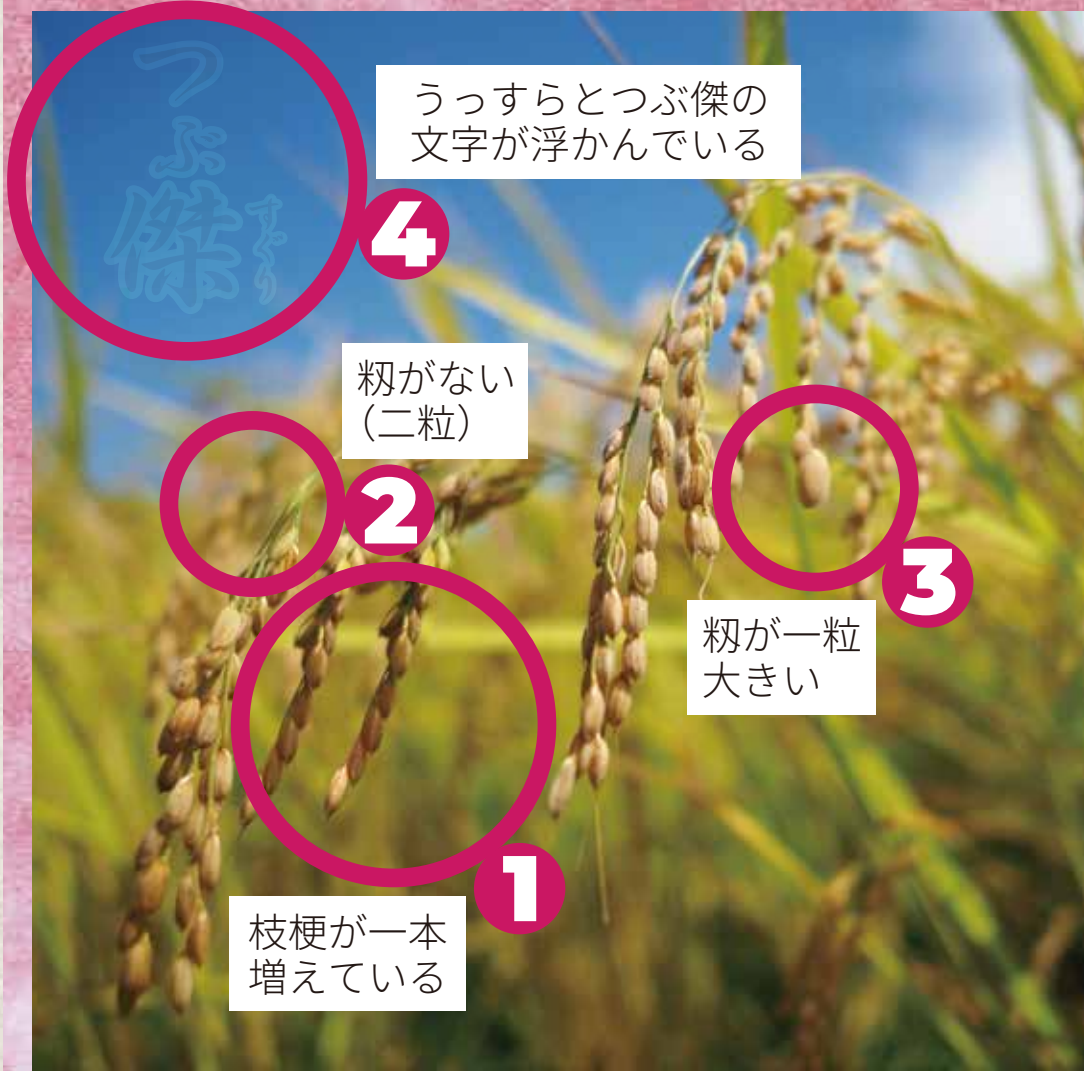 つぶ傑
すぐり
うっすらとつぶ傑の
文字が浮かんでいる
4
籾がない
(二粒)
2
3
籾が一粒
大きい
1
枝梗が一本
増えている